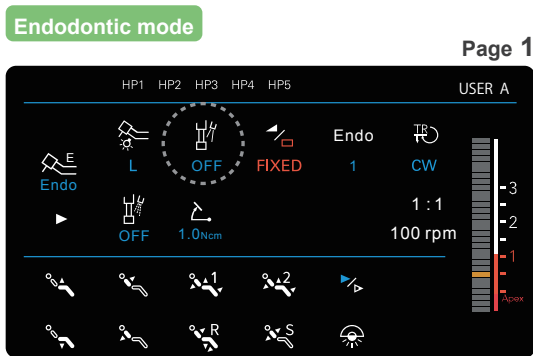 Endodontic mode
Page 1
HP1 HP2 HP3 HP4 HP5 USER A
E
Endo
L
OFF
FIXED
Endo
1
TR
CW
OFF
1.0Ncm
1 : 1
100 rpm
3
2
1
Apex
1
2
R
S